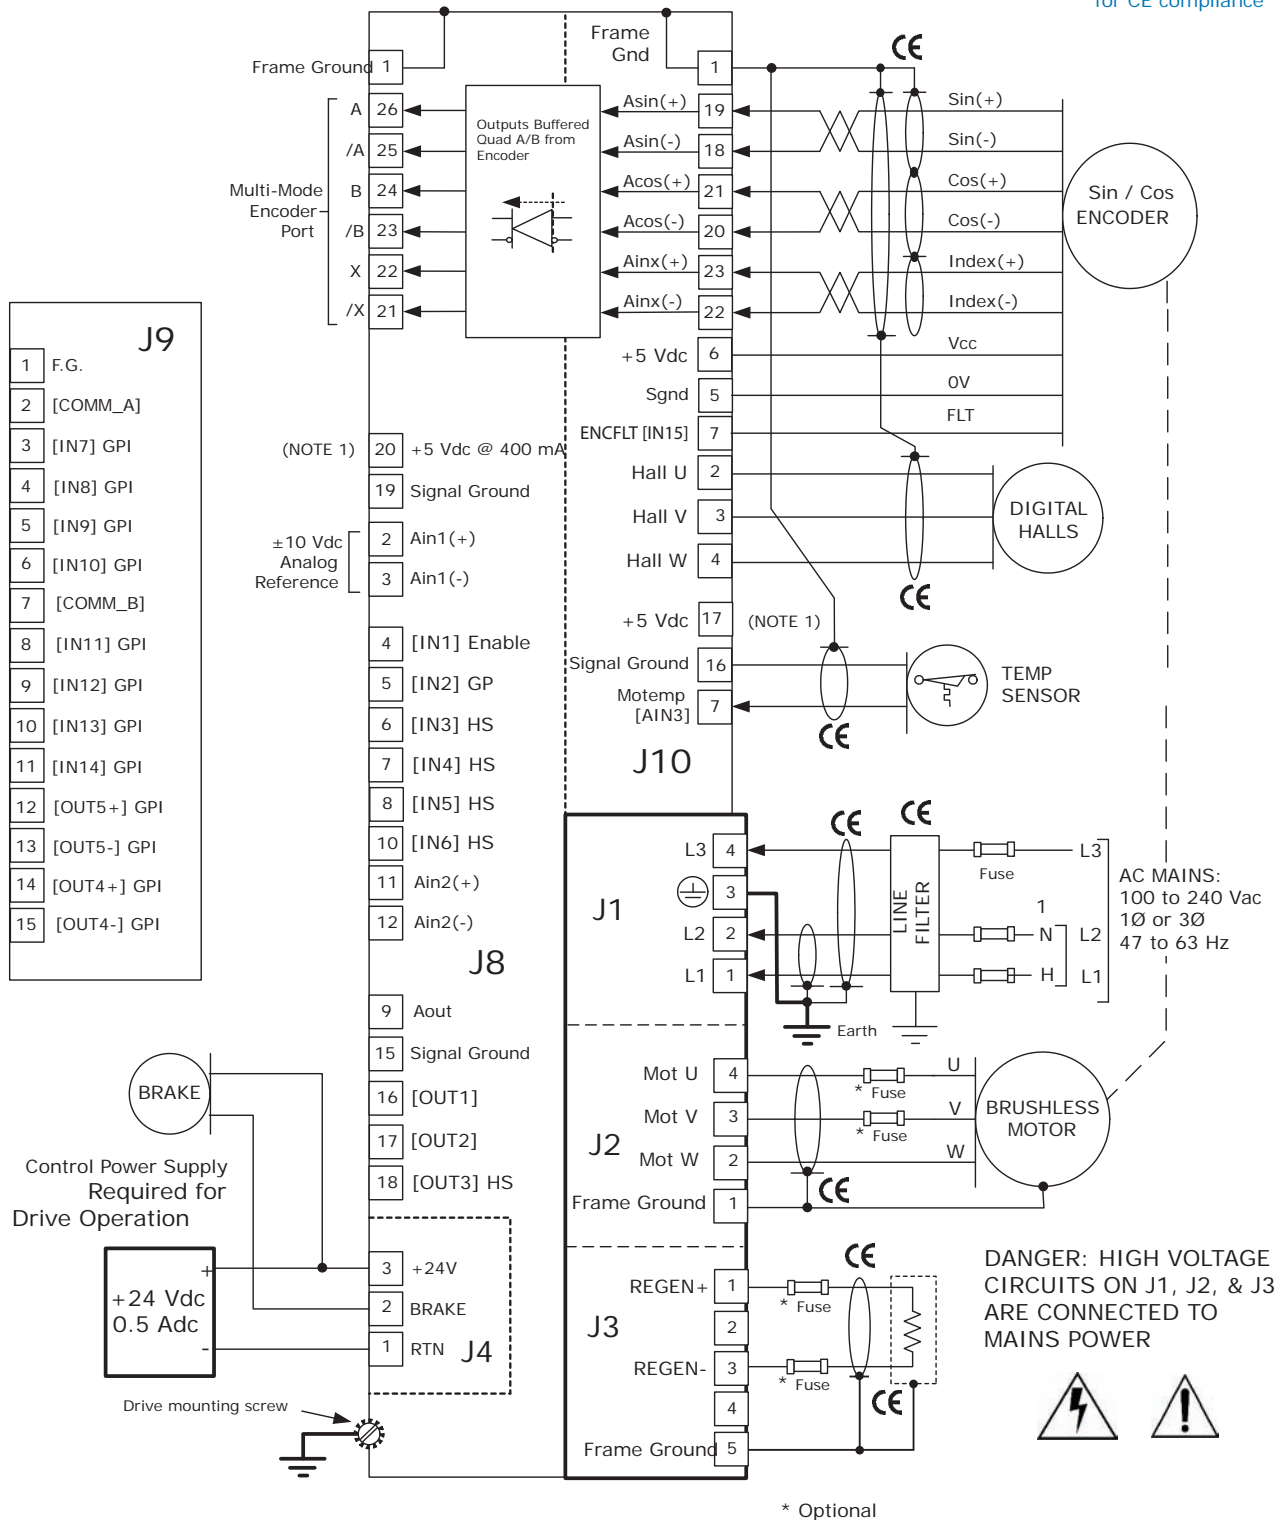 for CE compliance
Frame
Gnd
Frame Ground 1
1
CE
A 26
/A 25
B 24
/B 23
X 22
/X 21
Multi-Mode
Encoder
Port
Outputs Buffered
Quad A/B from
Encoder
Asin(+) 19 Sin(+)
Asin(-) 18 Sin(-)
Acos(+) 21 Cos(+)
Acos(-) 20 Cos(-)
Ainx(+) 23 Index(+)
Ainx(-) 22 Index(-)
Sin / Cos
ENCODER
+5 Vdc 6 Vcc
Sgnd 5 0V
ENCFLT [IN15] 7 FLT
Hall U 2
Hall V 3
Hall W 4
DIGITAL
HALLS
CE
+5 Vdc 17 (NOTE 1)
Signal Ground 16
Motemp
[AIN3] 7
TEMP
SENSOR
CE
J10
J9
1 F.G.
2 [COMM_A]
3 [IN7] GPI
4 [IN8] GPI
5 [IN9] GPI
6 [IN10] GPI
7 [COMM_B]
8 [IN11] GPI
9 [IN12] GPI
10 [IN13] GPI
11 [IN14] GPI
12 [OUT5+] GPI
13 [OUT5-] GPI
14 [OUT4+] GPI
15 [OUT4-] GPI
(NOTE 1) 20 +5 Vdc @ 400 mA
19 Signal Ground
±10 Vdc
Analog
Reference
2 Ain1(+)
3 Ain1(-)
4 [IN1] Enable
5 [IN2] GP
6 [IN3] HS
7 [IN4] HS
8 [IN5] HS
10 [IN6] HS
11 Ain2(+)
12 Ain2(-)
J8
9 Aout
15 Signal Ground
16 [OUT1]
17 [OUT2]
18 [OUT3] HS
CE
CE
J1
L3 4
3
L2 2
L1 1
LINE
FILTER
Fuse
L3
1
N L2
H L1
AC MAINS:
100 to 240 Vac
1Ø or 3Ø
47 to 63 Hz
Earth
J2
Mot U 4 * Fuse U
Mot V 3 * Fuse V
Mot W 2 W
Frame Ground 1
CE
BRUSHLESS
MOTOR
BRAKE
Control Power Supply
Required for
Drive Operation
+24 Vdc
0.5 Adc
+
-
3 +24V
2 BRAKE
1 RTN
J4
Drive mounting screw
J3
REGEN+ 1
* Fuse
2
REGEN- 3
* Fuse
4
Frame Ground 5
CE
CE
DANGER: HIGH VOLTAGE
CIRCUITS ON J1, J2, & J3
ARE CONNECTED TO
MAINS POWER
!
* Optional